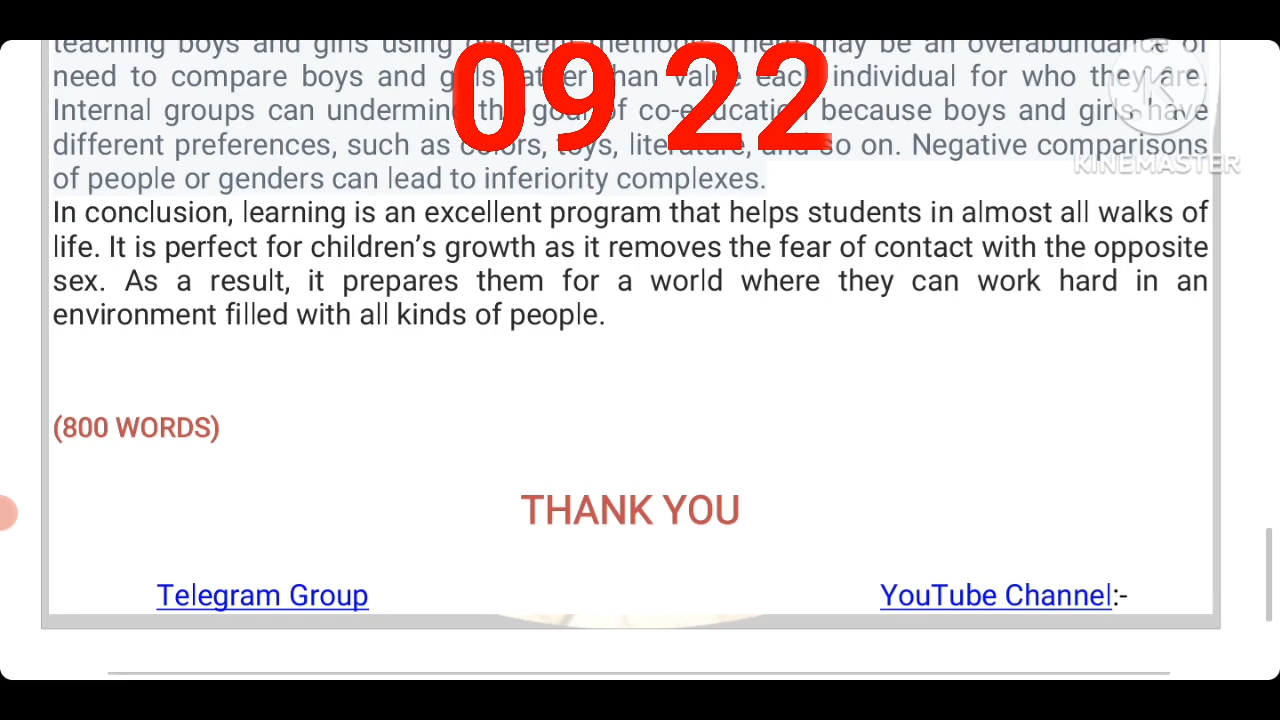 teaching boys and girls using different methods. There may be an overabundance of
need to compare boys and girls rather than value each individual for who they are.
Internal groups can undermine the goal of co-education because boys and girls have
different preferences, such as colors, toys, literature, and so on. Negative comparisons
of people or genders can lead to inferiority complexes.
09 22
KINEMASTER
In conclusion, learning is an excellent program that helps students in almost all walks of
life. It is perfect for children’s growth as it removes the fear of contact with the opposite
sex. As a result, it prepares them for a world where they can work hard in an
environment filled with all kinds of people.
(800 WORDS)
THANK YOU
Telegram Group
YouTube Channel:-